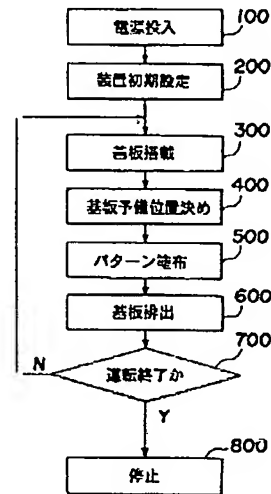 100
電源投入
200
装置初期設定
300
基板搭載
400
基板予備位置決め
500
パターン塗布
600
基板排出
700
運転終了か
N
Y
800
停止